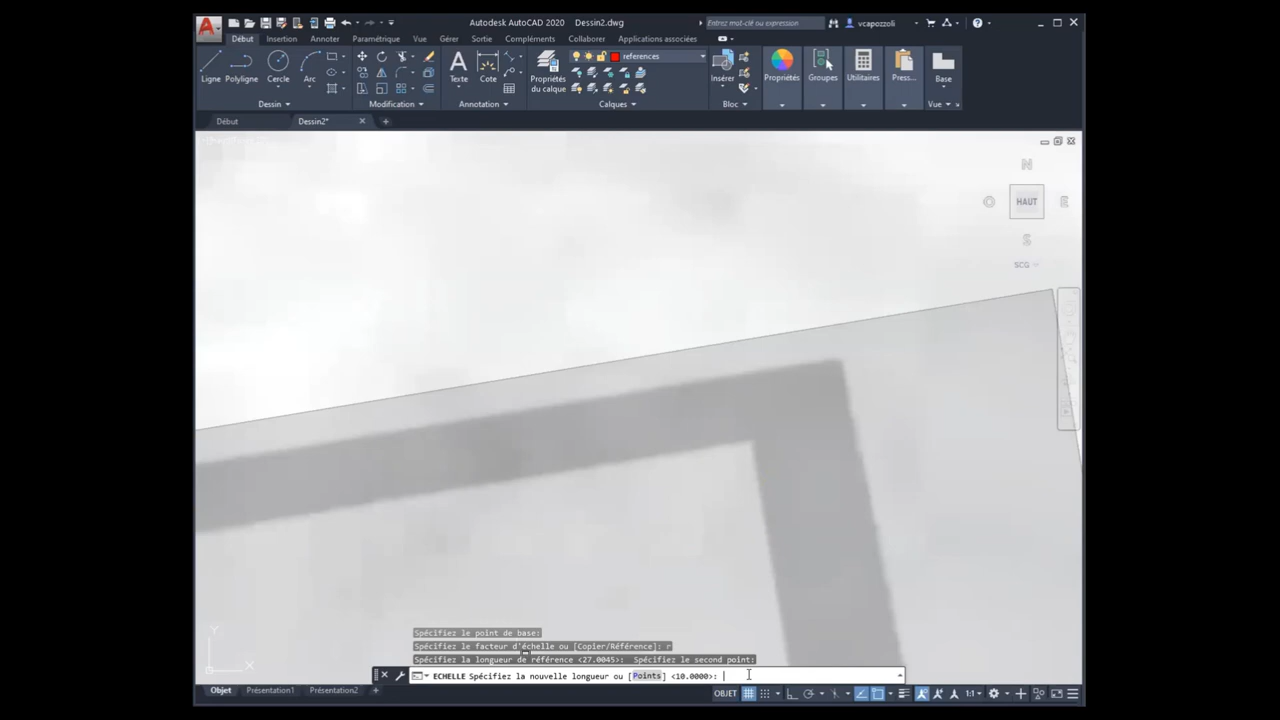 Autodesk AutoCAD 2020 Dessin2.dwg
Entrez mot-clé ou expression
vcapozzoli
Début Insertion Annoter Paramétrique Vue Gérer Sortie Compléments Collaborer Applications associées
references
Ligne Polyligne Cercle Arc
Texte Cote
Propriétés du calque
Insérer
Propriétés Groupes Utilitaires Press... Base
Dessin Modification Annotation Calques Bloc Vue
Début Dessin2*
N
O HAUT E
S
SCG
Y
X
Spécifiez le point de base:
Spécifiez le facteur d'échelle ou [Copier/Référence]: r
Spécifiez la longueur de référence <27.0045>: Spécifiez le second point:
ECHELLE Spécifiez la nouvelle longueur ou [Points] <10.0000>:
Objet Présentation1 Présentation2 +
OBJET 1:1